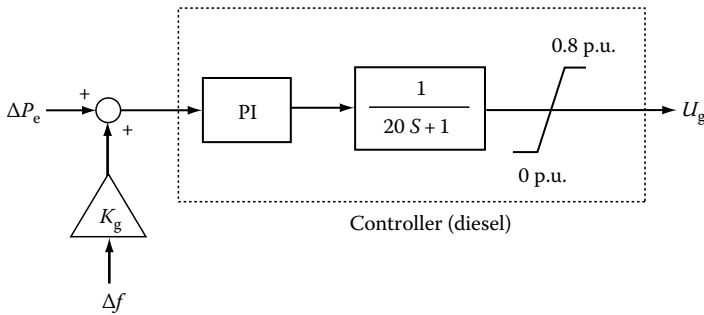 0.8 p.u.
ΔPe
+
+
PI
1
20 S+1
Ug
0 p.u.
Kg
Controller (diesel)
Δf